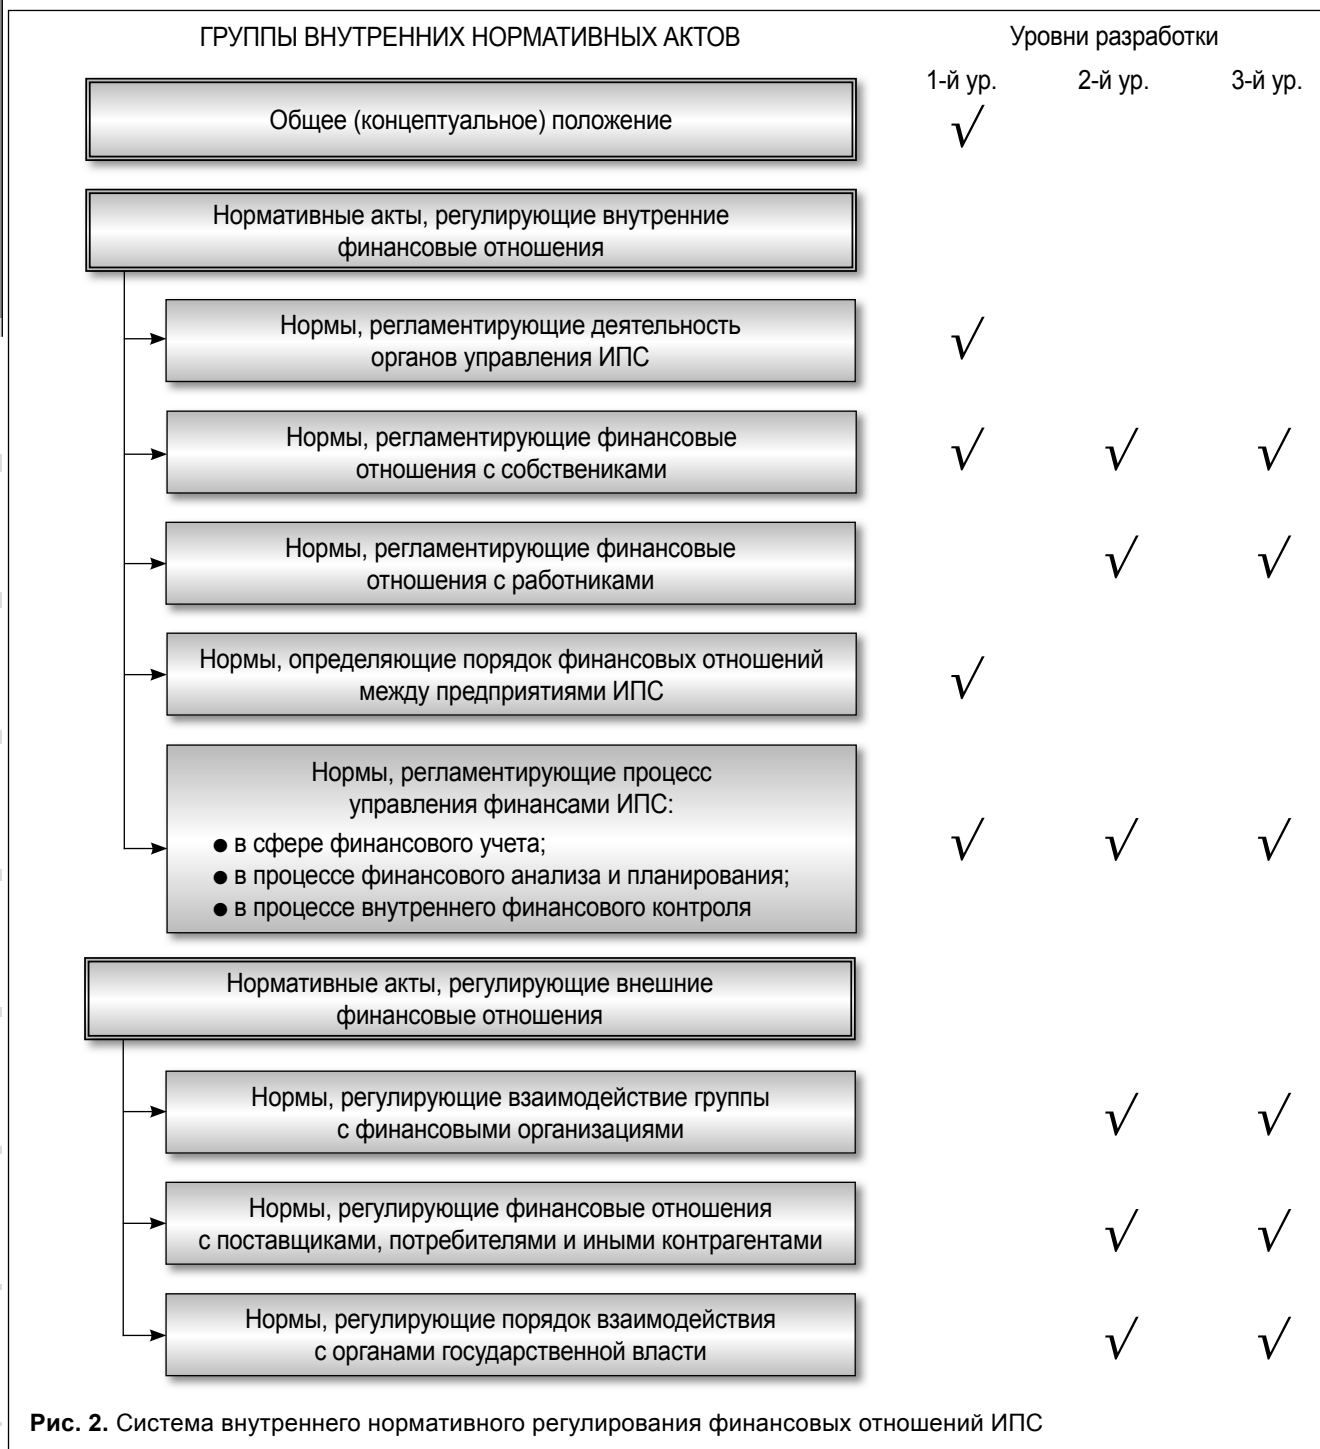 ГРУППЫ ВНУТРЕННИХ НОРМАТИВНЫХ АКТОВ
Уровни разработки
1-й ур. 2-й ур. 3-й ур.
Общее (концептуальное) положение
√
Нормативные акты, регулирующие внутренние
финансовые отношения
Нормы, регламентирующие деятельность
органов управления ИПС
√
Нормы, регламентирующие финансовые
отношения с собствениками
√ √ √
Нормы, регламентирующие финансовые
отношения с работниками
√ √
Нормы, определяющие порядок финансовых отношений
между предприятиями ИПС
√
Нормы, регламентирующие процесс
управления финансами ИПС:
● в сфере финансового учета;
● в процессе финансового анализа и планирования;
● в процессе внутреннего финансового контроля
√ √ √
Нормативные акты, регулирующие внешние
финансовые отношения
Нормы, регулирующие взаимодействие группы
с финансовыми организациями
√ √
Нормы, регулирующие финансовые отношения
с поставщиками, потребителями и иными контрагентами
√ √
Нормы, регулирующие порядок взаимодействия
с органами государственной власти
√ √
Рис. 2. Система внутреннего нормативного регулирования финансовых отношений ИПС